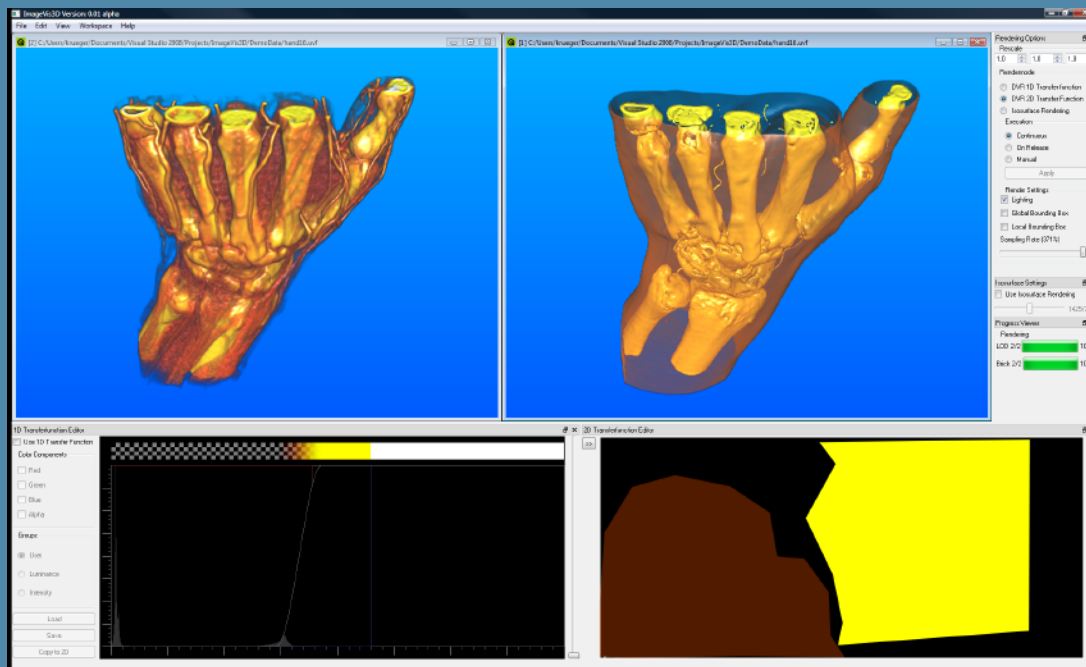 ImageVis3D Version: 0.01 alpha
File Edit View Workspace Help
[2] C:/Users/krueger/Documents/Visual Studio 2008/Projects/ImageVis3D/DemoData/hand16.uvf
[1] C:/Users/krueger/Documents/Visual Studio 2008/Projects/ImageVis3D/DemoData/hand16.uvf
Rendering Options
Rescale
1.0 1.0 1.0
Rendermode
DVR 1D Transferfunction
DVR 2D TransferFunction
Isosurface Rendering
Execution
Continuous
On Release
Manual
Apply
Render Settings
Lighting
Global Bounding Box
Local Bounding Box
Sampling Rate (371%)
Isosurface Settings
Use Isosurface Rendering
Progress Viewer
Rendering
LOD 2/2
Brick 2/2
1D Transferfunction Editor
Use 1D Transfer Function
Color Components
Red
Green
Blue
Alpha
Groups
User
Luminance
Intensity
Load
Save
Copy to 2D
2D Transferfunction Editor
>>